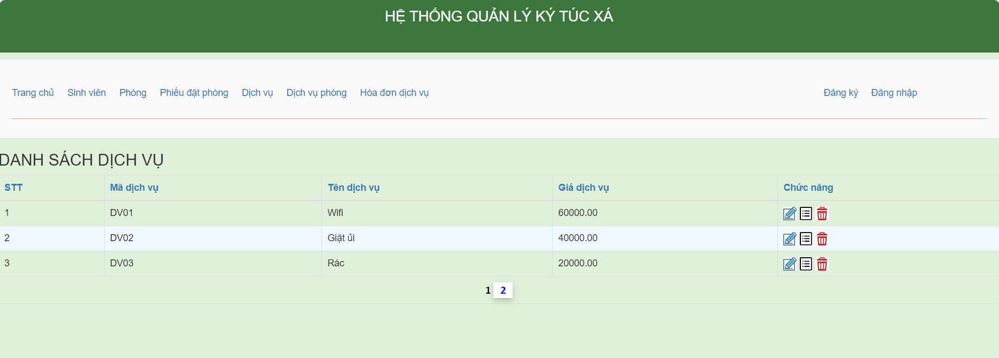 HỆ THỐNG QUẢN LÝ KÝ TÚC XÁ
Trang chủ Sinh viên Phòng Phiếu đặt phòng Dịch vụ Dịch vụ phòng Hóa đơn dịch vụ Đăng ký Đăng nhập
DANH SÁCH DỊCH VỤ
STT Mã dịch vụ Tên dịch vụ Giá dịch vụ Chức năng
1 DV01 Wifi 60000.00
2 DV02 Giặt ủi 40000.00
3 DV03 Rác 20000.00
1 2